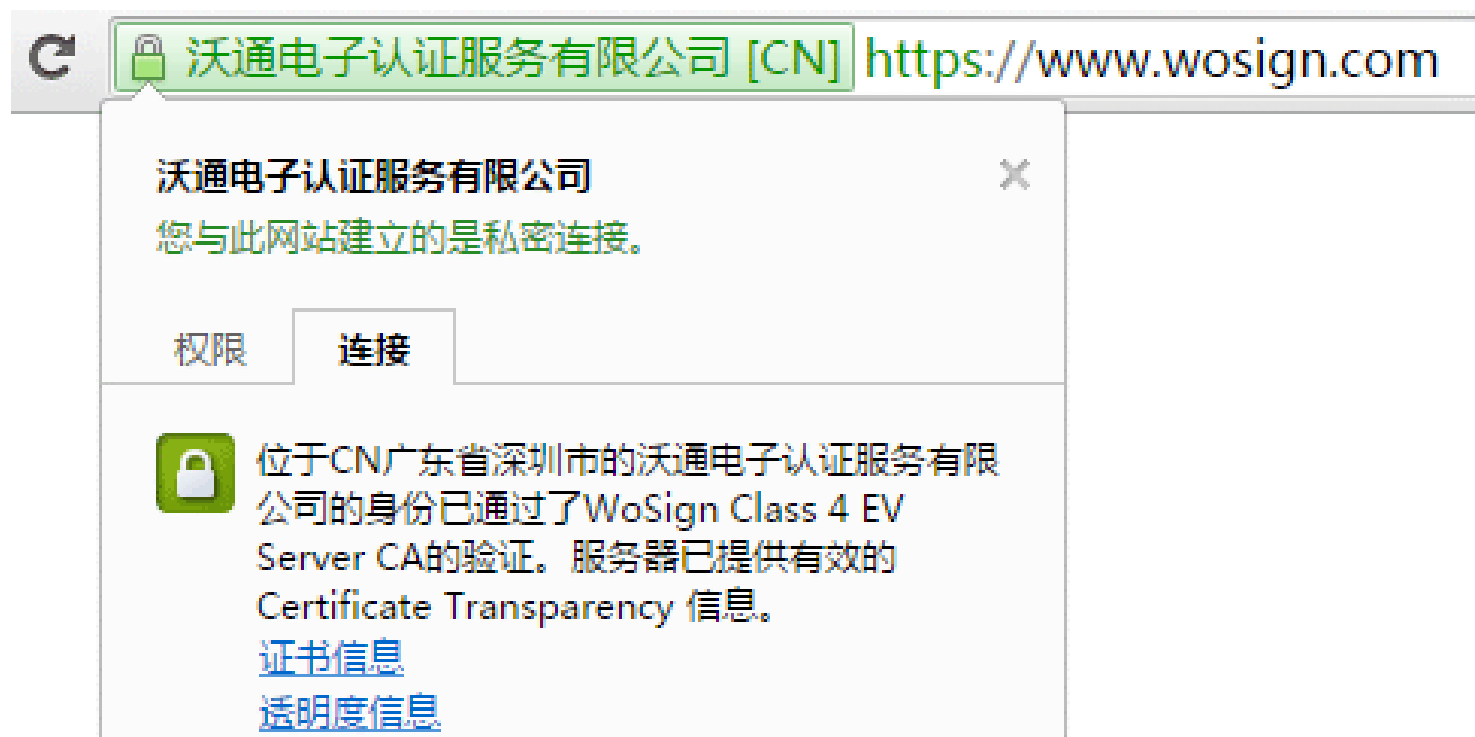 沃通电子认证服务有限公司 [CN] https://www.wosign.com
沃通电子认证服务有限公司
您与此网站建立的是私密连接。
权限 连接
位于CN广东省深圳市的沃通电子认证服务有限
公司的身份已通过了WoSign Class 4 EV
Server CA的验证。服务器已提供有效的
Certificate Transparency 信息。
证书信息
透明度信息